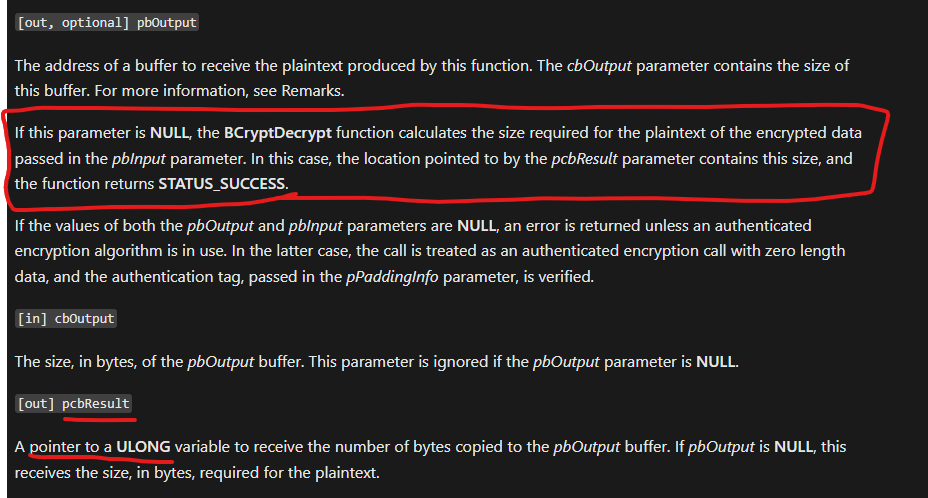 [out, optional] pbOutput
The address of a buffer to receive the plaintext produced by this function. The cbOutput parameter contains the size of
this buffer. For more information, see Remarks.
If this parameter is NULL, the BCryptDecrypt function calculates the size required for the plaintext of the encrypted data
passed in the pbInput parameter. In this case, the location pointed to by the pcbResult parameter contains this size, and
the function returns STATUS_SUCCESS.
If the values of both the pbOutput and pbInput parameters are NULL, an error is returned unless an authenticated
encryption algorithm is in use. In the latter case, the call is treated as an authenticated encryption call with zero length
data, and the authentication tag, passed in the pPaddingInfo parameter, is verified.
[in] cbOutput
The size, in bytes, of the pbOutput buffer. This parameter is ignored if the pbOutput parameter is NULL.
[out] pcbResult
A pointer to a ULONG variable to receive the number of bytes copied to the pbOutput buffer. If pbOutput is NULL, this
receives the size, in bytes, required for the plaintext.